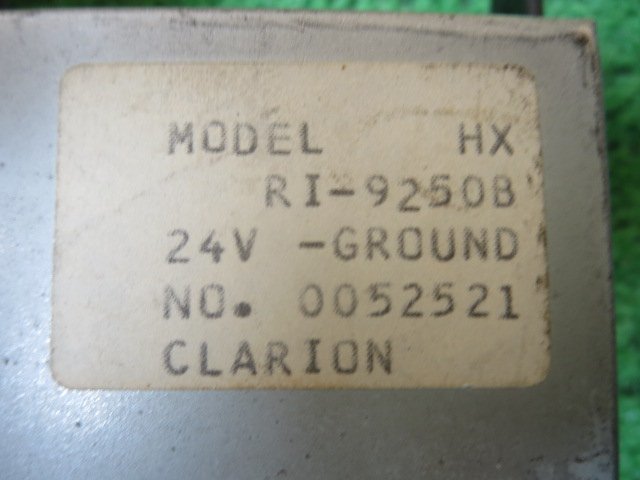 MODEL HX
RI-9250B
24V -GROUND
NO. 0052521
CLARION